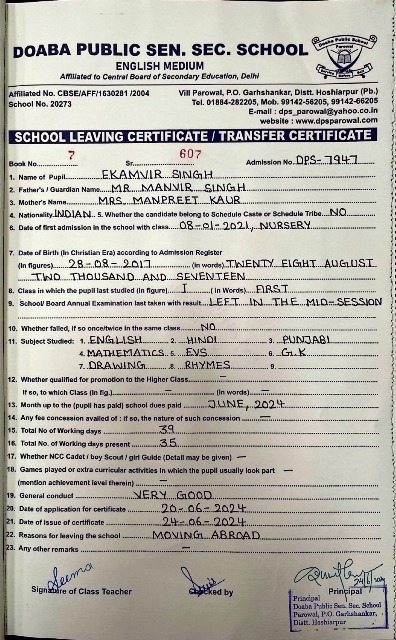 DOABA PUBLIC SEN. SEC. SCHOOL
ENGLISH MEDIUM
Affiliated to Central Board of Secondary Education, Delhi
Doaba Public School
Parowal
Affiliated No. CBSE/AFF/1630281 /2004
School No. 20273
Vill Parowal, P.O. Garhshankar, Distt. Hoshiarpur (Pb.)
Tel. 01884-282205, Mob. 99142-56205, 99142-66205
E-mail : dps_parowal@yahoo.co.in
website : www.dpsparowal.com
SCHOOL LEAVING CERTIFICATE / TRANSFER CERTIFICATE
Book No. 7 Sr. 607 Admission No. DPS-7947
1. Name of Pupil EKAMVIR SINGH
2. Father's / Guardian Name MR. MANVIR SINGH
3. Mother's Name MRS. MANPREET KAUR
4. Nationality INDIAN 5. Whether the candidate belong to Schedule Caste or Schedule Tribe NO
6. Date of first admission in the school with class 08-01-2021, NURSERY
7. Date of Birth (In Christian Era) according to Admission Register
(In figures) 28-08-2017 (in words) TWENTY EIGHT AUGUST
TWO THOUSAND AND SEVENTEEN
8. Class in which the pupil last studied (in figure) I (in Words) FIRST
9. School/ Board Annual Examination last taken with result LEFT IN THE MID-SESSION
10. Whether failed, if so once/twice in the same class NO
11. Subject Studied: 1. ENGLISH 2. HINDI 3. PUNJABI
4. MATHEMATICS 5. EVS 6. G.K
7. DRAWING 8. RHYMES 9.
12. Whether qualified for promotion to the Higher Class –
If so, to which Class (in fig.) – (in words) –
13. Month up to the (pupil has paid) school dues paid JUNE, 2024
14. Any fee concession availed of : if so, the nature of such concession –
15. Total No. of Working days 39
16. Total No. of Working days present 35
17. Whether NCC Cadet / boy Scout / girl Guide (Detail may be given) –
18. Games played or extra curricular activities in which the pupil usually look part –
(mention achievement level therein) –
19. General conduct VERY GOOD
20. Date of application for certificate 20-06-2024
21. Date of issue of certificate 24-06-2024
22. Reasons for leaving the school MOVING ABROAD
23. Any other remarks –
Seema
Signature of Class Teacher Checked by Principal
Principal
Doaba Public Sen. Sec. School
Parowal, P.O. Garhshankar,
Distt. Hoshiarpur